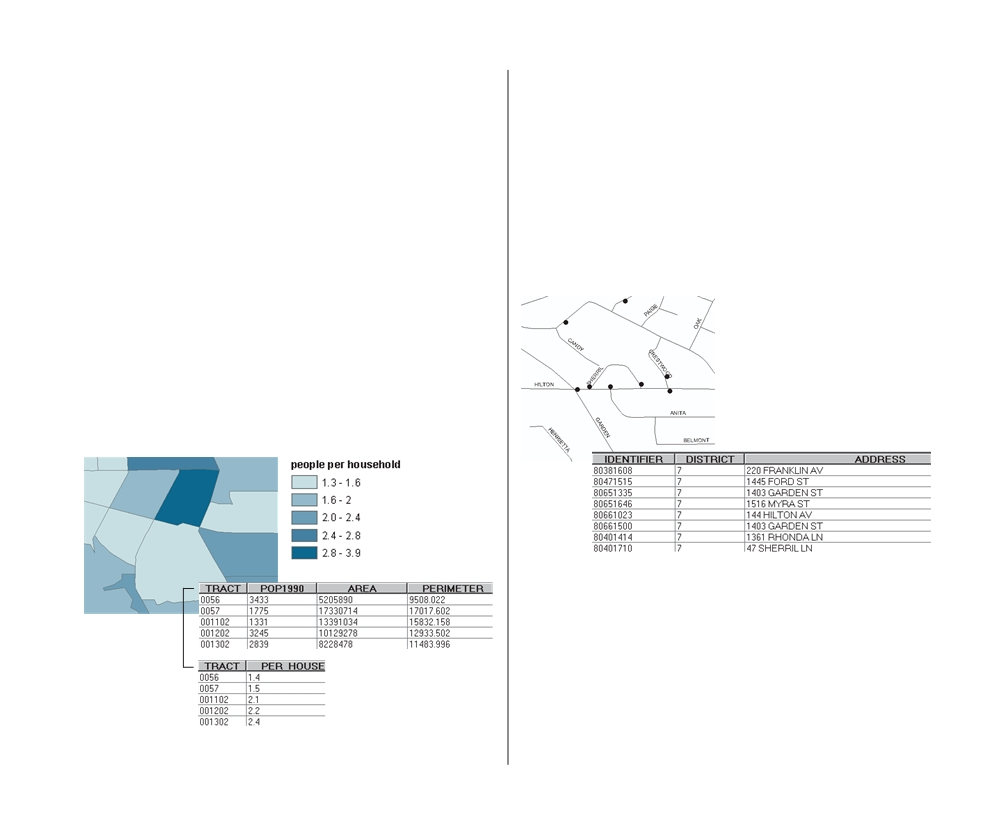 people per household
1.3 - 1.6
1.6 - 2
2.0 - 2.4
2.4 - 2.8
2.8 - 3.9
TRACT POP1990 AREA PERIMETER
0056 3433 5205890 9508.022
0057 1775 17330714 17017.602
001102 1331 13391034 15832.158
001202 3245 10129278 12933.502
001302 2839 8228478 11483.996
TRACT PER HOUSE
0056 1.4
0057 1.5
001102 2.1
001202 2.2
001302 2.4
PAIGE
OAK
CANDY
CRESTWOOD
SHERRIL
HILTON
ANITA
GARDEN
HENRIETTA
BELMONT
IDENTIFIER DISTRICT ADDRESS
80381608 7 220 FRANKLIN AV
80471515 7 1445 FORD ST
80651335 7 1403 GARDEN ST
80651646 7 1516 MYRA ST
80661023 7 144 HILTON AV
80661500 7 1403 GARDEN ST
80401414 7 1361 RHONDA LN
80401710 7 47 SHERRIL LN